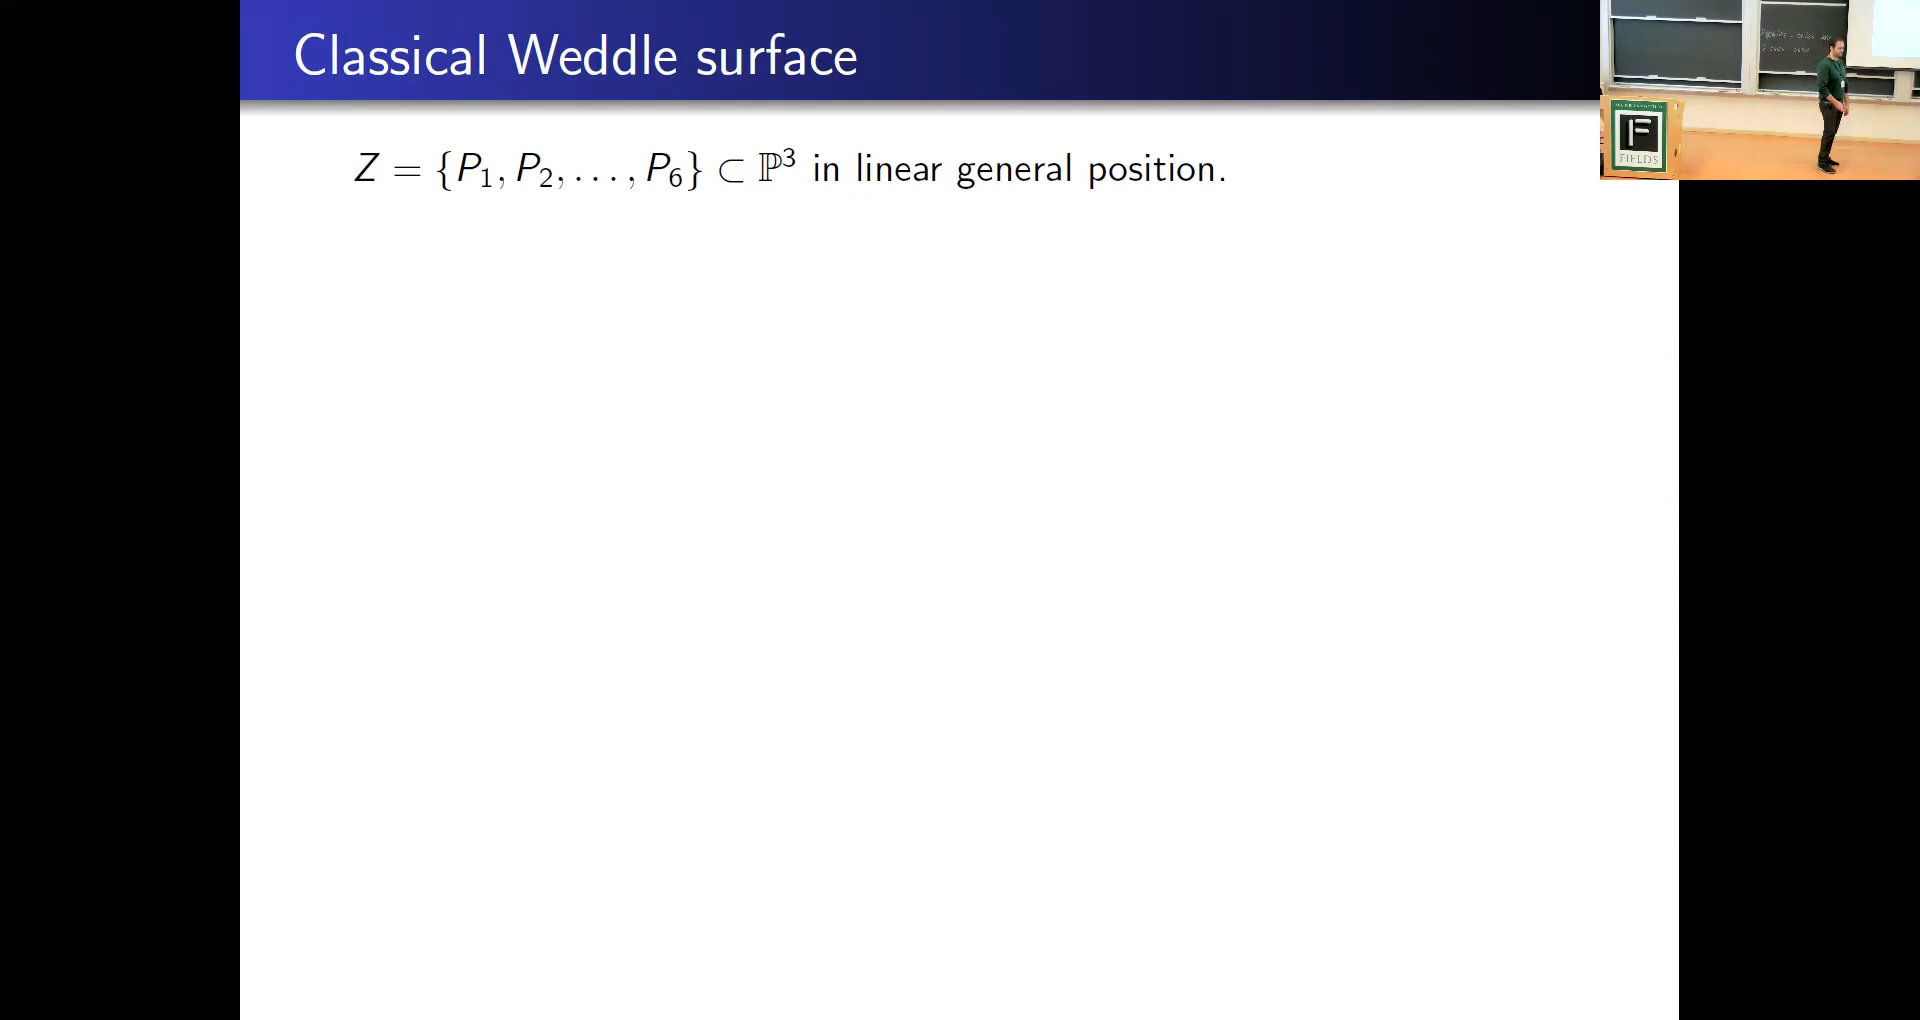 Classical Weddle surface
Z = {P₁, P₂, . . . , P₆} ⊂ ℙ³ in linear general position.
F
FIELDS